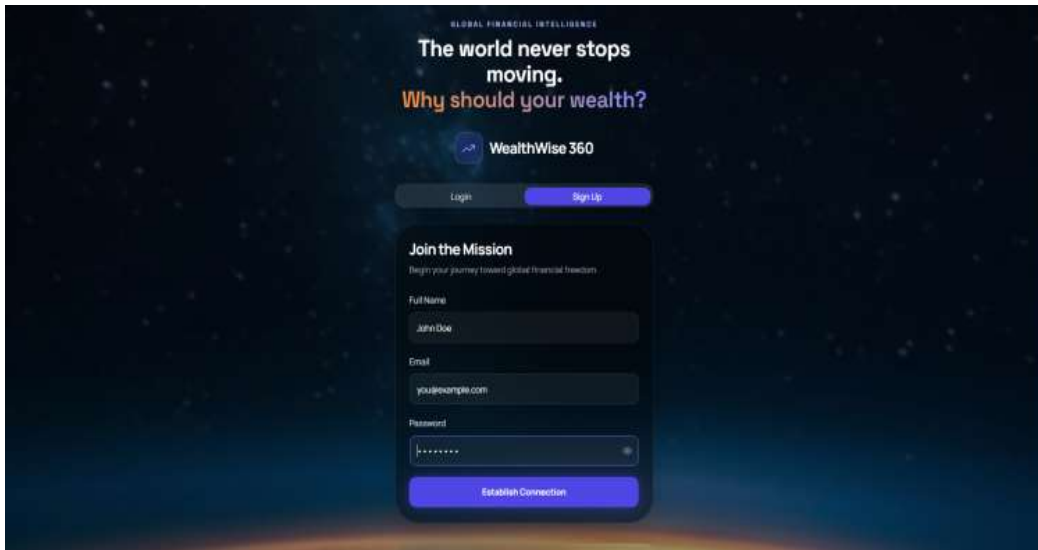 GLOBAL FINANCIAL INTELLIGENCE
The world never stops
moving.
Why should your wealth?
WealthWise 360
Login
Sign Up
Join the Mission
Begin your journey toward global financial freedom
Full Name
John Doe
Email
you@example.com
Password
••••••••
Establish Connection